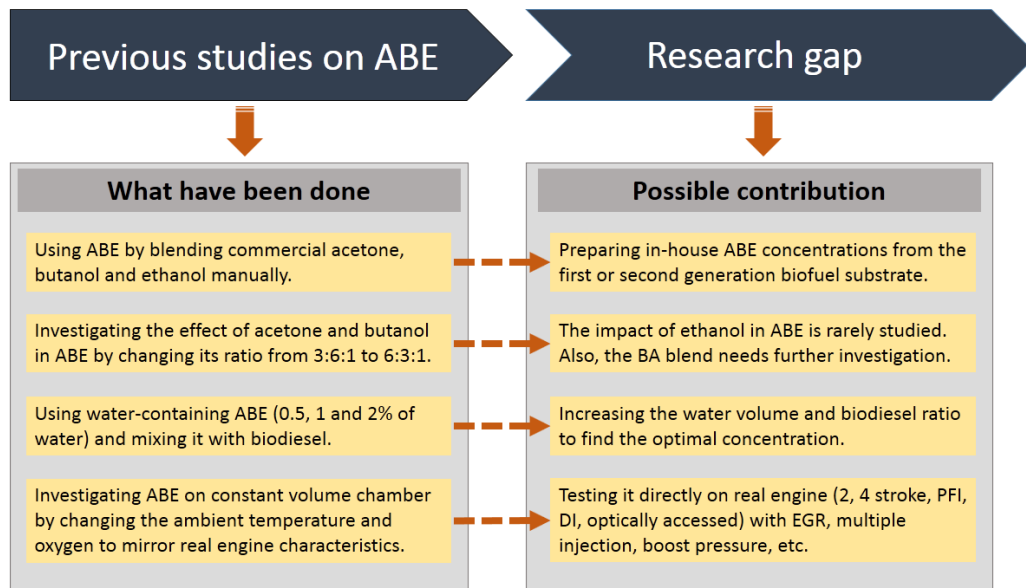 Previous studies on ABE
Research gap
What have been done
Possible contribution
Using ABE by blending commercial acetone,
butanol and ethanol manually.
Preparing in-house ABE concentrations from the
first or second generation biofuel substrate.
Investigating the effect of acetone and butanol
in ABE by changing its ratio from 3:6:1 to 6:3:1.
The impact of ethanol in ABE is rarely studied.
Also, the BA blend needs further investigation.
Using water-containing ABE (0.5, 1 and 2% of
water) and mixing it with biodiesel.
Increasing the water volume and biodiesel ratio
to find the optimal concentration.
Investigating ABE on constant volume chamber
by changing the ambient temperature and
oxygen to mirror real engine characteristics.
Testing it directly on real engine (2, 4 stroke, PFI,
DI, optically accessed) with EGR, multiple
injection, boost pressure, etc.